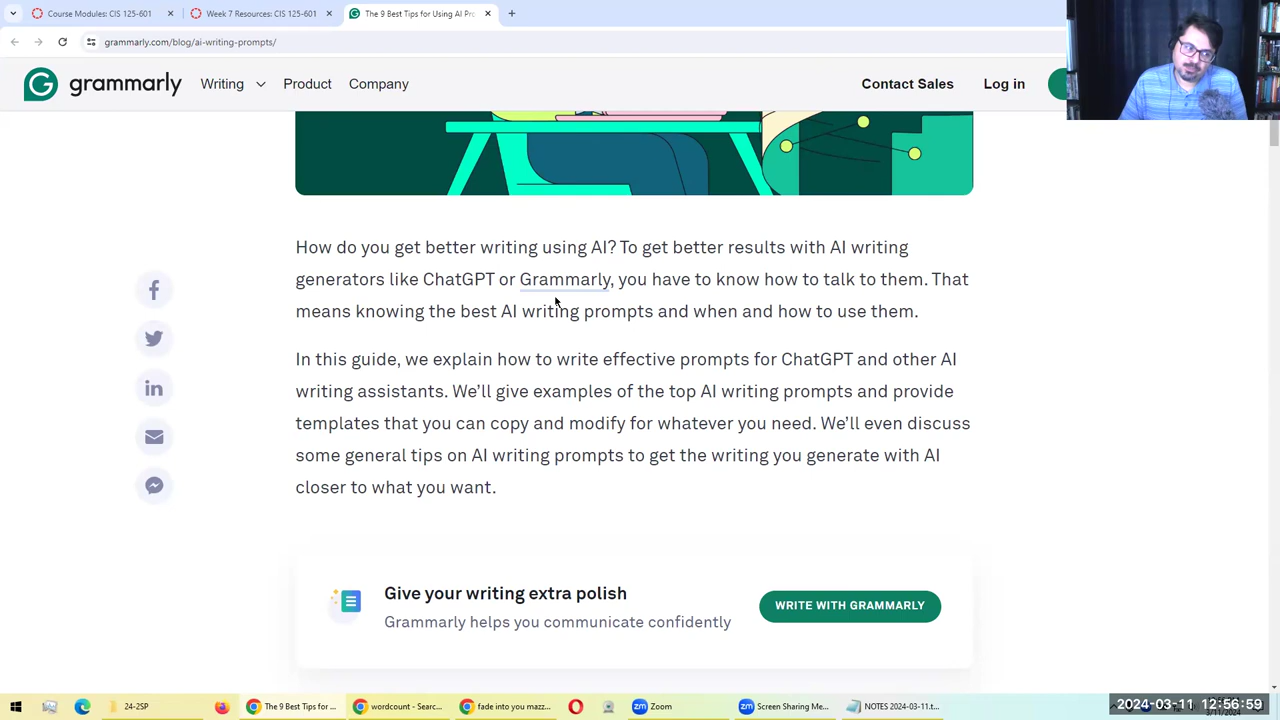 Course Modules: CIS 125-601
Week 7 Resources: CIS 125-601
The 9 Best Tips for Using AI Pro
grammarly.com/blog/ai-writing-prompts/
grammarly
Writing
Product
Company
Contact Sales
Log in
How do you get better writing using AI? To get better results with AI writing
generators like ChatGPT or Grammarly, you have to know how to talk to them. That
means knowing the best AI writing prompts and when and how to use them.
In this guide, we explain how to write effective prompts for ChatGPT and other AI
writing assistants. We’ll give examples of the top AI writing prompts and provide
templates that you can copy and modify for whatever you need. We’ll even discuss
some general tips on AI writing prompts to get the writing you generate with AI
closer to what you want.
Give your writing extra polish
Grammarly helps you communicate confidently
WRITE WITH GRAMMARLY
24-2SP
The 9 Best Tips for ...
wordcount - Searc...
fade into you mazz...
Zoom
Screen Sharing Me...
NOTES 2024-03-11.t...
2024-03-11 12:56:59